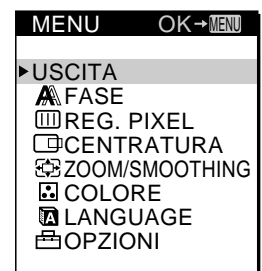 MENU OK→MENU
▶USCITA
FASE
REG. PIXEL
CENTRATURA
ZOOM/SMOOTHING
COLORE
LANGUAGE
OPZIONI